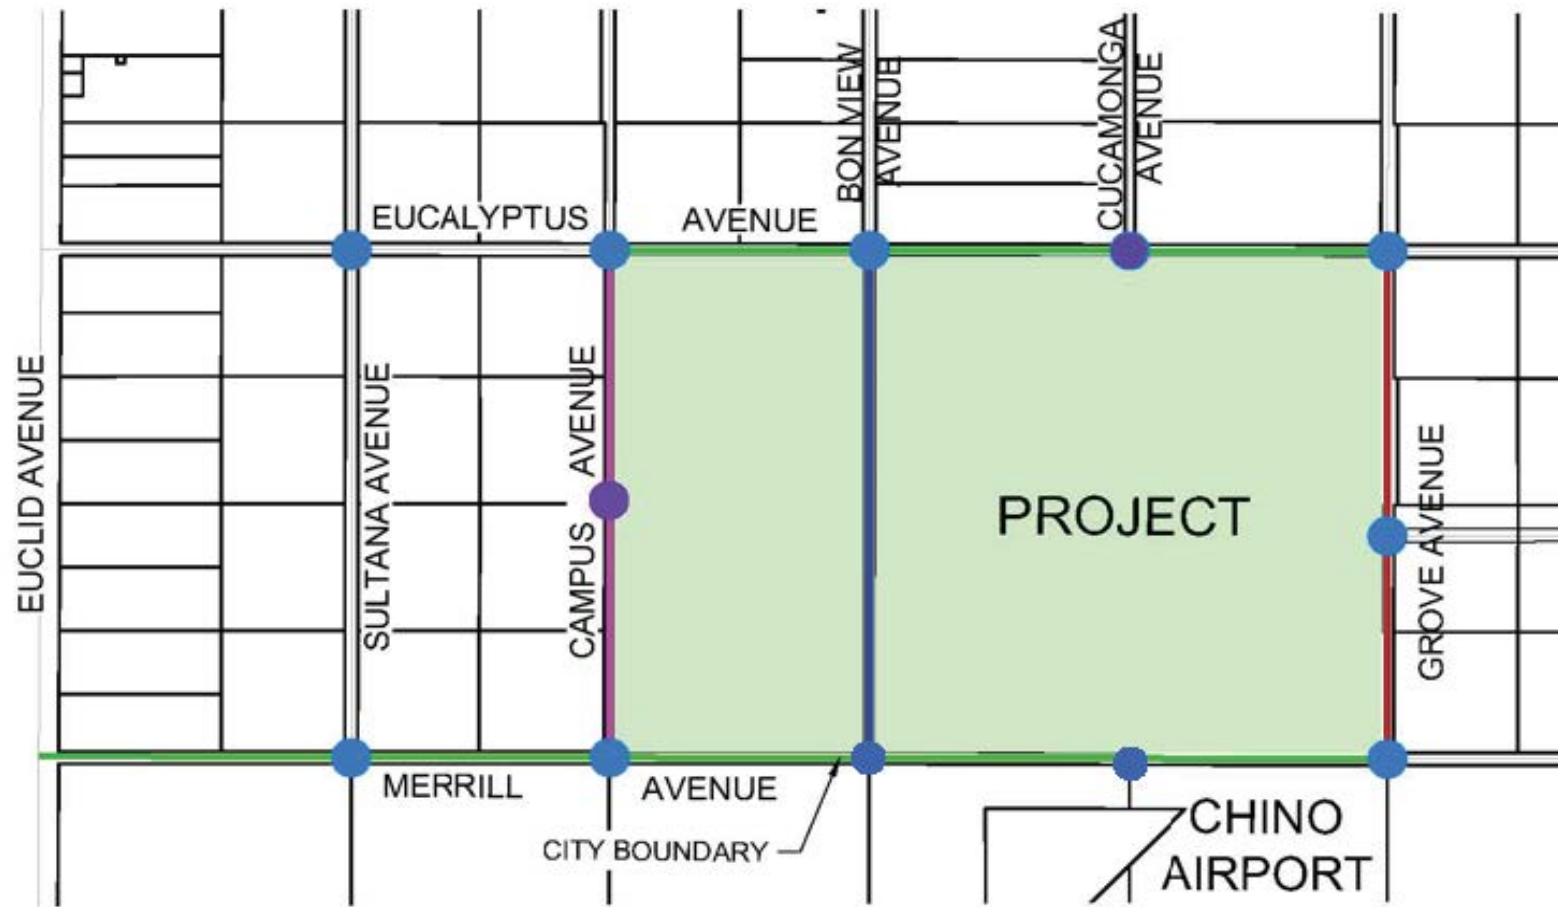 BON VIEW
AVENUE
CUCAMONGA
AVENUE
EUCALYPTUS AVENUE
EUCLID AVENUE
SULTANA AVENUE
CAMPUS AVENUE
PROJECT
GROVE AVENUE
MERRILL AVENUE
CITY BOUNDARY
CHINO
AIRPORT